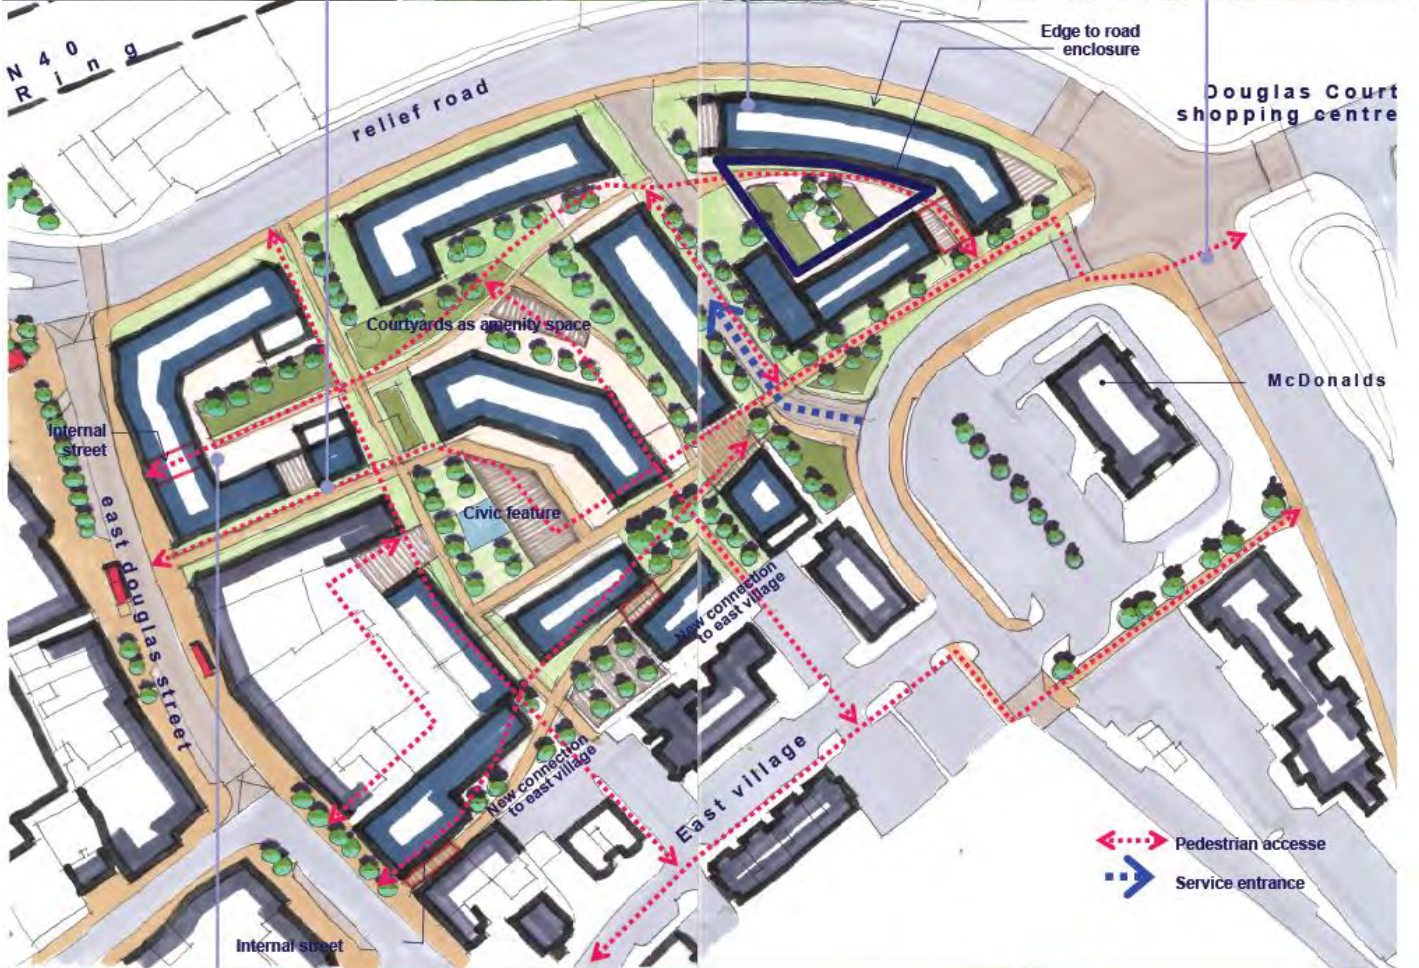 N 4 0
R i n g
relief road
Edge to road
enclosure
Douglas Court
shopping centre
Courtyards as amenity space
McDonalds
Internal
street
Civic feature
east douglas street
New connection
to east village
New connection
to east village
East village
Pedestrian accesse
Service entrance
Internal street